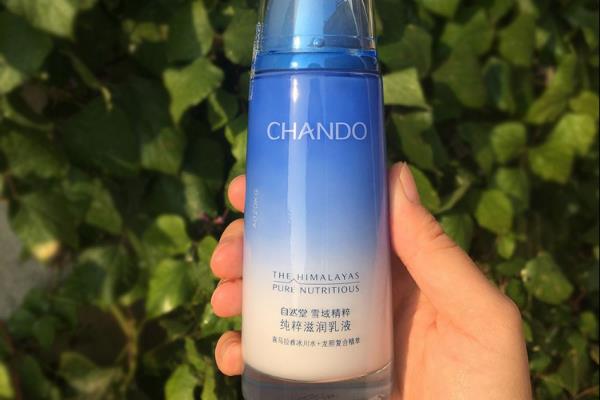 CHANDO
THE HIMALAYAS
PURE NUTRITIOUS
自然堂 雪域精粹
纯粹滋润乳液
喜马拉雅冰川水+龙胆复合精萃